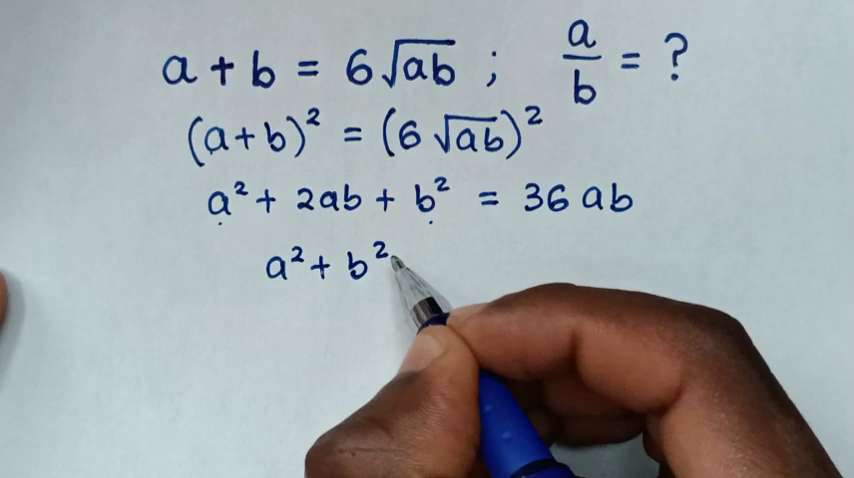 a + b = 6√ab ; a/b = ?
(a+b)² = (6√ab)²
a² + 2ab + b² = 36ab
a² + b²